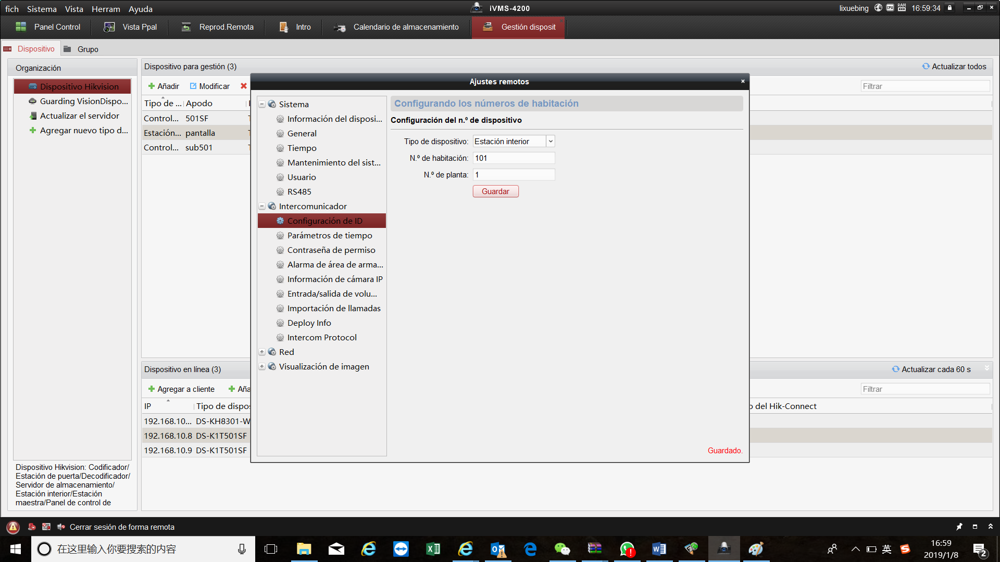 fich Sistema Vista Herram Ayuda
iVMS-4200
lixuebing CPU RAM 16:59:34
Panel Control
Vista Ppal
Reprod.Remota
Intro
Calendario de almacenamiento
Gestión disposit
Dispositivo
Grupo
Organización
Dispositivo Hikvision
Guarding VisionDispo...
Actualizar el servidor
Agregar nuevo tipo d...
Dispositivo Hikvision: Codificador/
Estación de puerta/Decodificador/
Servidor de almacenamiento/
Estación interior/Estación
maestra/Panel de control de
Dispositivo para gestión (3)
Actualizar todos
Añadir Modificar
Filtrar
Tipo de ... Apodo
Control... 501SF
Estación... pantalla
Control... sub501
Ajustes remotos
Sistema
Información del disposi...
General
Tiempo
Mantenimiento del sist...
Usuario
RS485
Intercomunicador
Configuración de ID
Parámetros de tiempo
Contraseña de permiso
Alarma de área de arma...
Información de cámara IP
Entrada/salida de volu...
Importación de llamadas
Deploy Info
Intercom Protocol
Red
Visualización de imagen
Configurando los números de habitación
Configuración del n.º de dispositivo
Tipo de dispositivo: Estación interior
N.º de habitación: 101
N.º de planta: 1
Guardar
Guardado.
Dispositivo en línea (3)
Actualizar cada 60 s
Agregar a cliente Aña
Filtrar
IP Tipo de dispos
o del Hik-Connect
192.168.10... DS-KH8301-W
192.168.10.8 DS-K1T501SF
192.168.10.9 DS-K1T501SF
Cerrar sesión de forma remota
在这里输入你要搜索的内容
英
16:59
2019/1/8
2